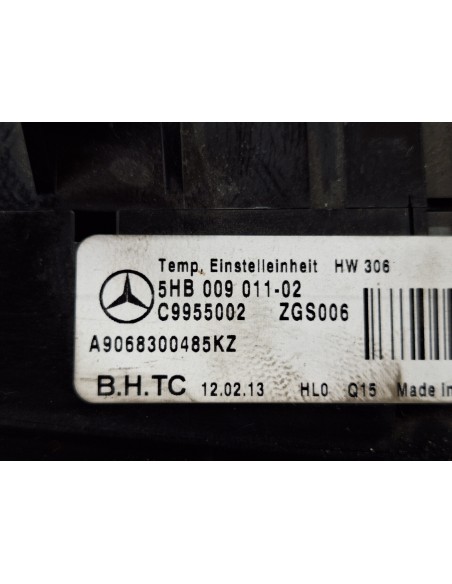 Temp. Einstelleinheit HW 306
5HB 009 011-02
C9955002 ZGS006
A9068300485KZ
B.H.TC 12.02.13 HL0 Q15 Made in